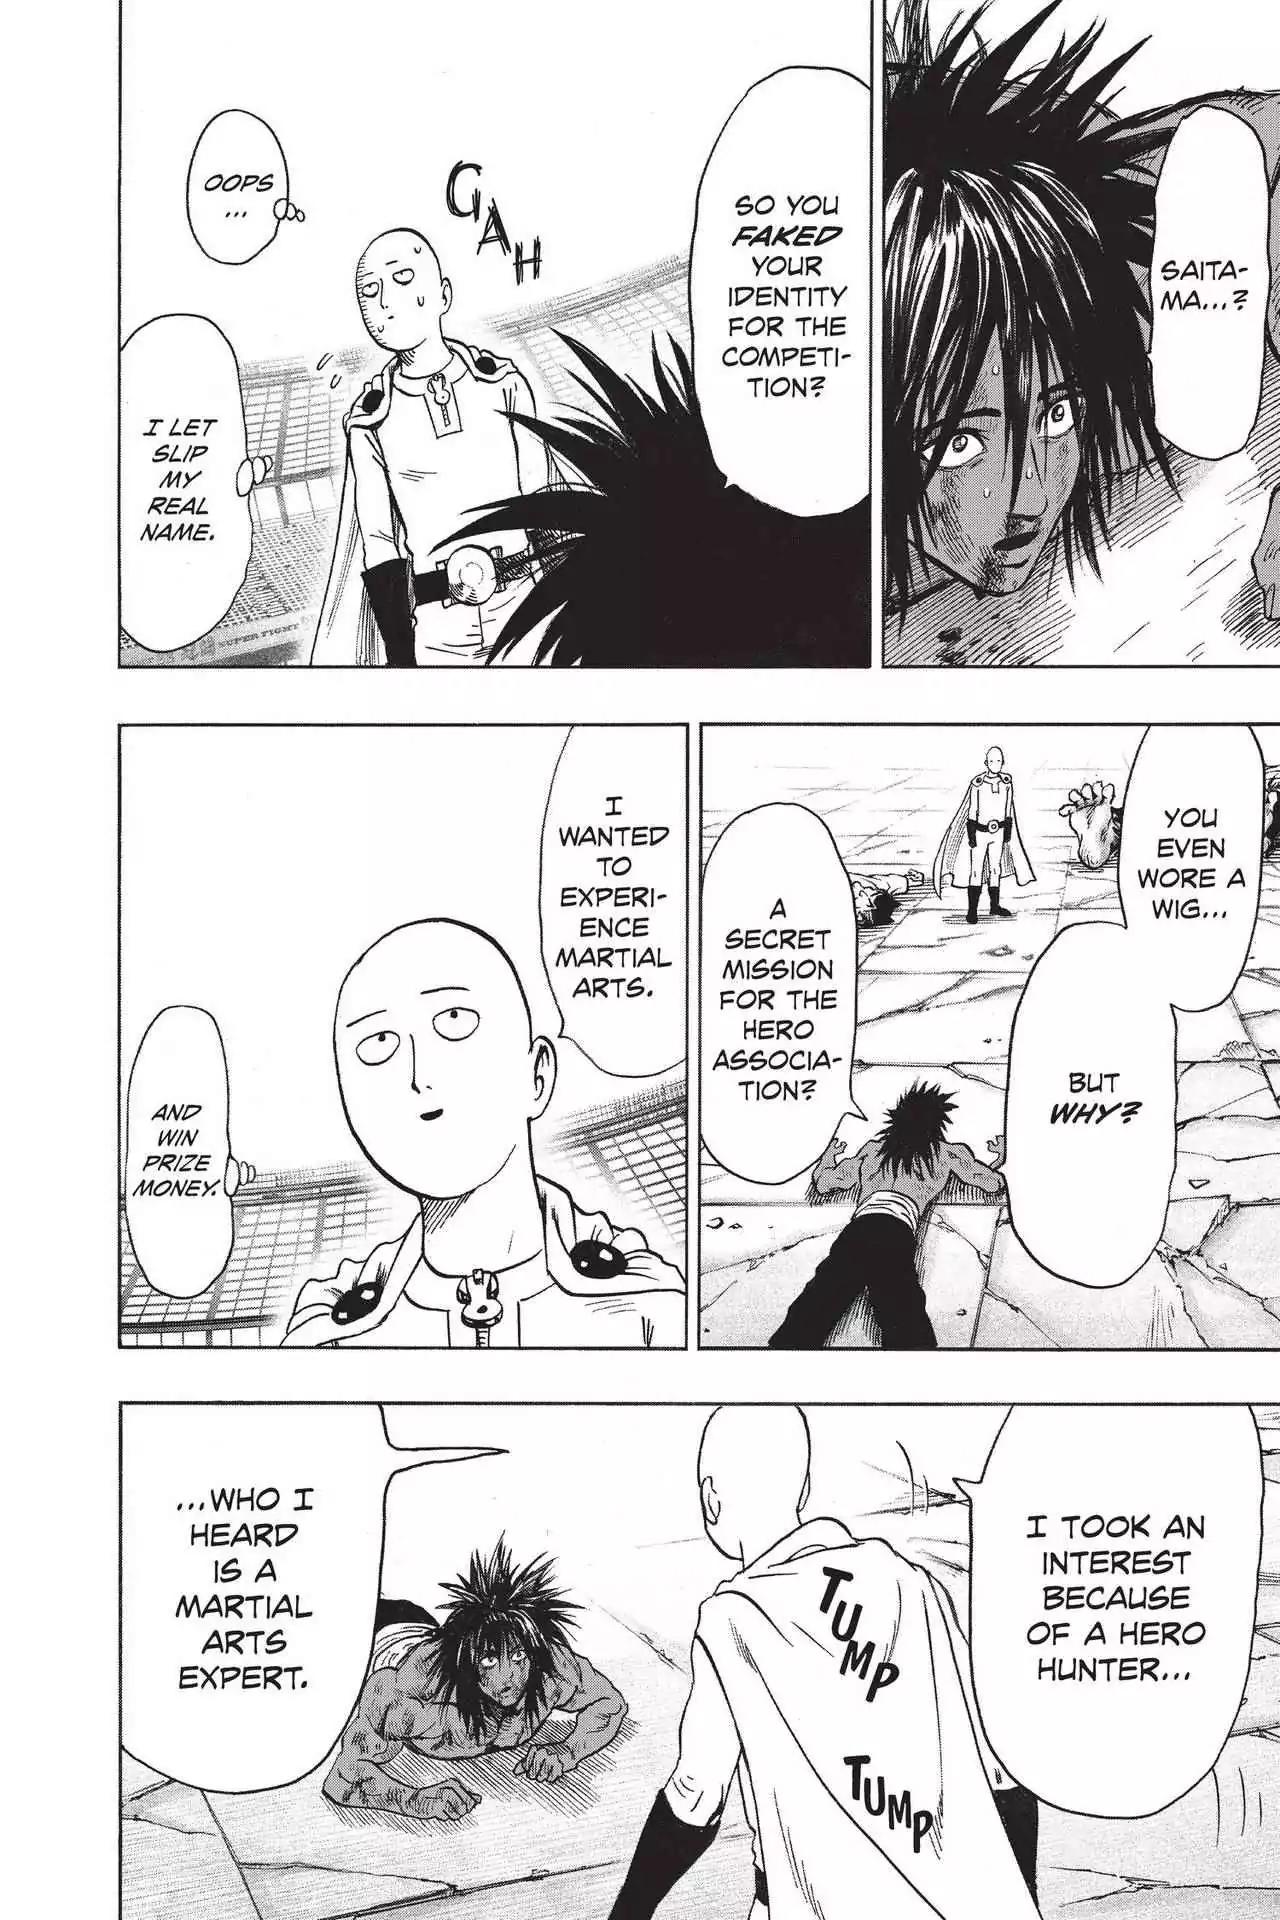 SAITA-
MA...?
SO YOU
FAKED
YOUR
IDENTITY
FOR THE
COMPETI-
TION?
GAH
OOPS
...
I LET
SLIP MY
REAL
NAME.
SUPER FIGHT
YOU
EVEN
WORE A
WIG...
BUT
WHY?
A
SECRET
MISSION
FOR THE
HERO
ASSOCIA-
TION?
I
WANTED
TO
EXPERI-
ENCE
MARTIAL
ARTS.
AND
WIN
PRIZE
MONEY.
I TOOK AN
INTEREST
BECAUSE
OF A HERO
HUNTER...
TUMP
TUMP
...WHO I
HEARD
IS A
MARTIAL
ARTS
EXPERT.